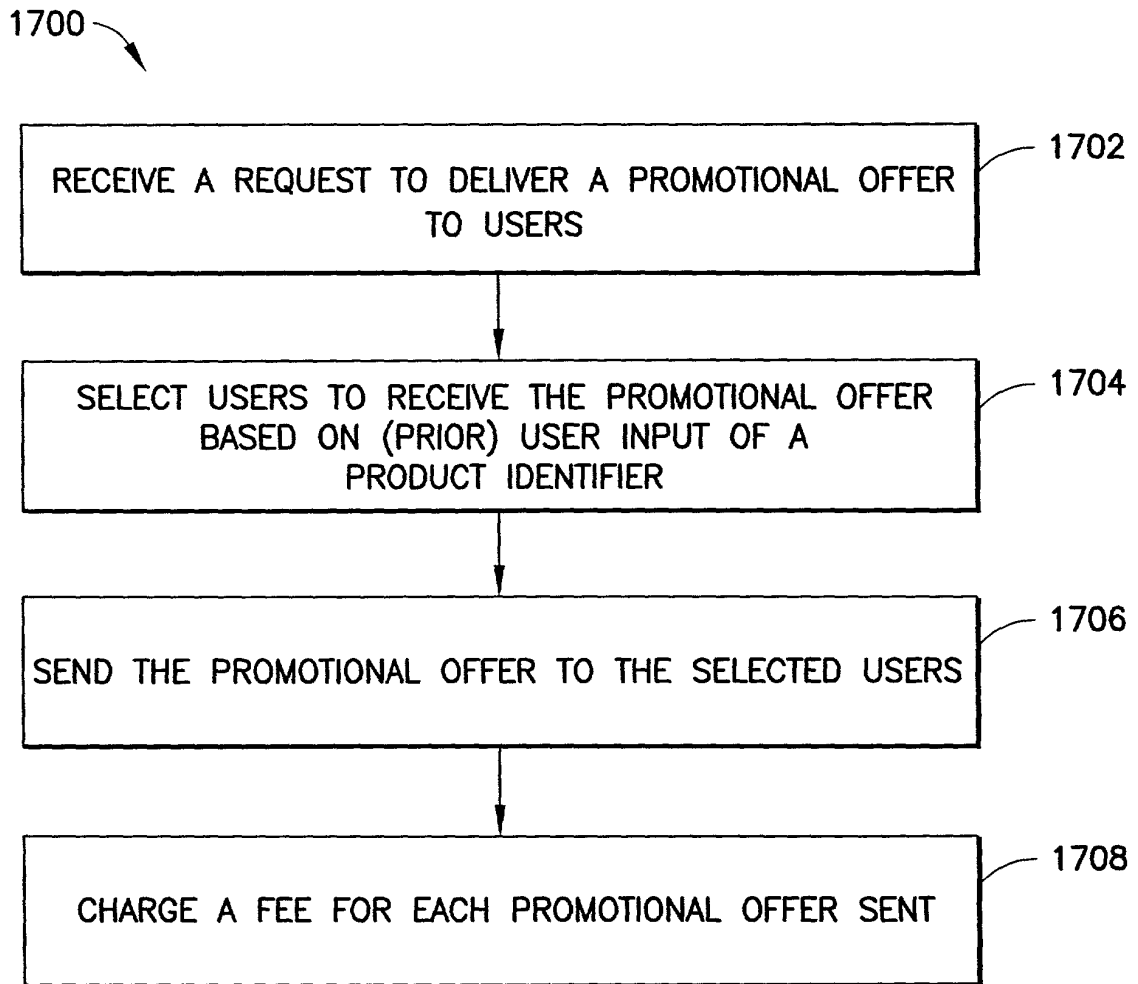 1700
RECEIVE A REQUEST TO DELIVER A PROMOTIONAL OFFER
TO USERS
1702
SELECT USERS TO RECEIVE THE PROMOTIONAL OFFER
BASED ON (PRIOR) USER INPUT OF A
PRODUCT IDENTIFIER
1704
SEND THE PROMOTIONAL OFFER TO THE SELECTED USERS
1706
CHARGE A FEE FOR EACH PROMOTIONAL OFFER SENT
1708